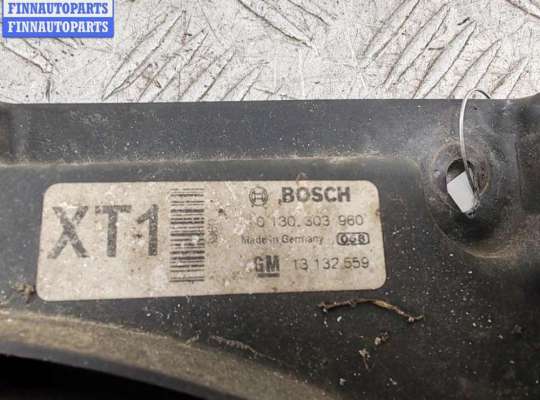 FINNAUTOPARTS
FINNAUTOPARTS
XT1
BOSCH
0 130 303 960
Made in Germany
GM 13 132 559